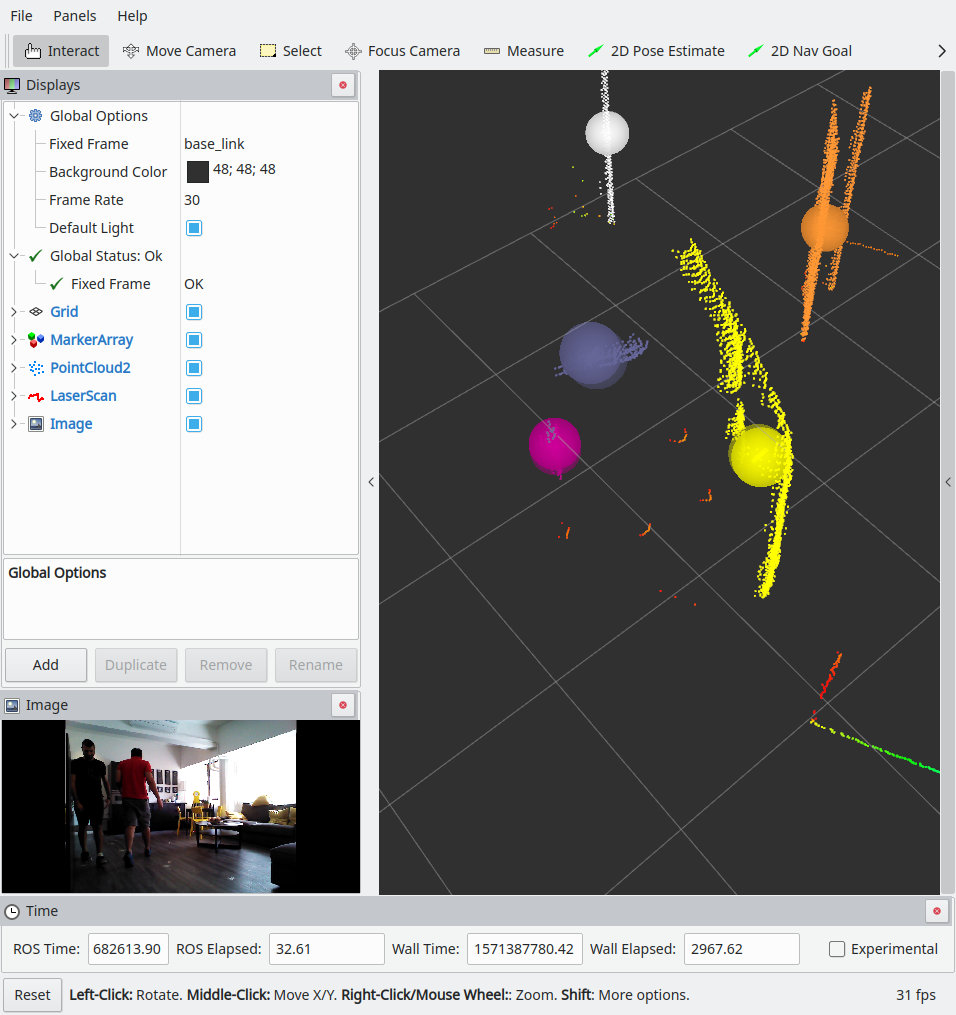 File Panels Help
Interact Move Camera Select Focus Camera Measure 2D Pose Estimate 2D Nav Goal
Displays
Global Options
Fixed Frame base_link
Background Color 48; 48; 48
Frame Rate 30
Default Light
Global Status: Ok
Fixed Frame OK
Grid
MarkerArray
PointCloud2
LaserScan
Image
Global Options
Add Duplicate Remove Rename
Image
Time
ROS Time: 682613.90 ROS Elapsed: 32.61 Wall Time: 1571387780.42 Wall Elapsed: 2967.62 Experimental
Reset Left-Click: Rotate. Middle-Click: Move X/Y. Right-Click/Mouse Wheel:: Zoom. Shift: More options. 31 fps